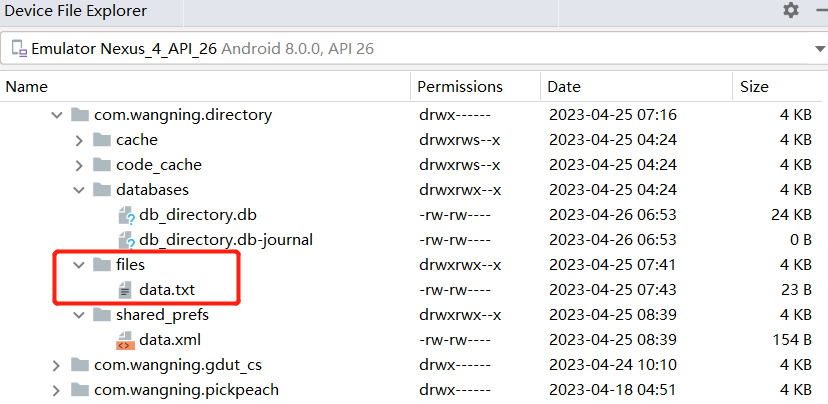 Device File Explorer
Emulator Nexus_4_API_26 Android 8.0.0, API 26
Name Permissions Date Size
com.wangning.directory drwx------ 2023-04-25 07:16 4 KB
cache drwxrws--x 2023-04-25 04:24 4 KB
code_cache drwxrws--x 2023-04-25 04:24 4 KB
databases drwxrwx--x 2023-04-25 04:24 4 KB
db_directory.db -rw-rw---- 2023-04-26 06:53 24 KB
db_directory.db-journal -rw-rw---- 2023-04-26 06:53 0 B
files drwxrwx--x 2023-04-25 07:41 4 KB
data.txt -rw-rw---- 2023-04-25 07:43 23 B
shared_prefs drwxrwx--x 2023-04-25 08:39 4 KB
data.xml -rw-rw---- 2023-04-25 08:39 154 B
com.wangning.gdut_cs drwx------ 2023-04-24 10:10 4 KB
com.wangning.pickpeach drwx------ 2023-04-18 04:51 4 KB